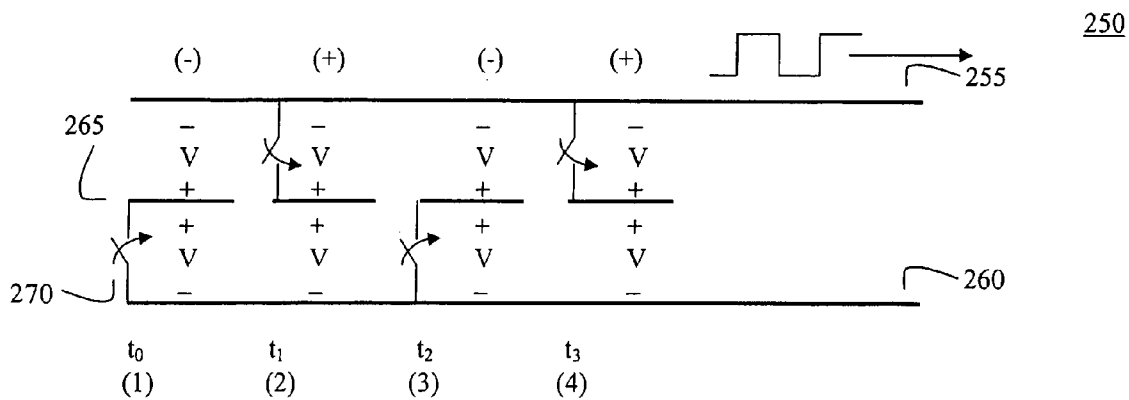 250
(-) (+) (-) (+)
255
265
− − − −
V V V V
+ + + +
+ + + +
V V V V
270
260
− − − −
t₀ t₁ t₂ t₃
(1) (2) (3) (4)